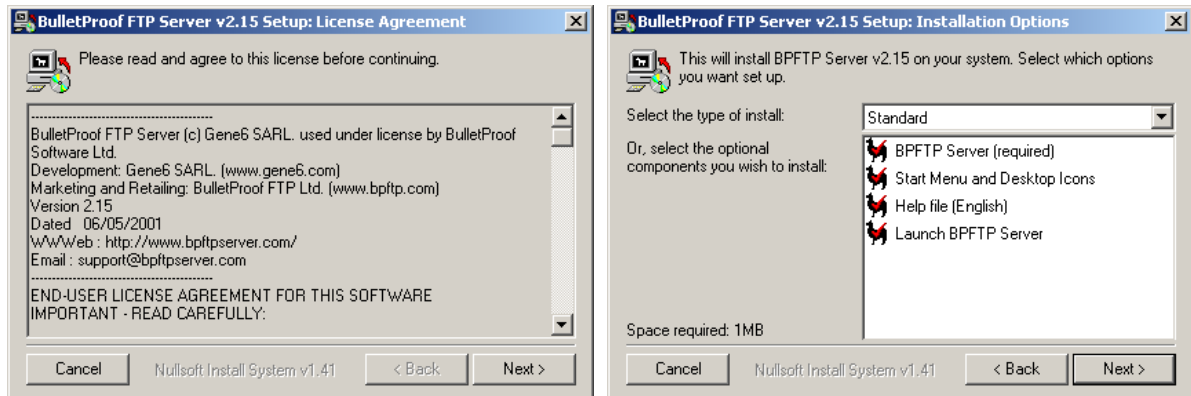 BulletProof FTP Server v2.15 Setup: License Agreement
Please read and agree to this license before continuing.
-------------------------------------------
BulletProof FTP Server (c) Gene6 SARL. used under license by BulletProof
Software Ltd.
Development: Gene6 SARL. (www.gene6.com)
Marketing and Retailing: BulletProof FTP Ltd. (www.bpftp.com)
Version 2.15
Dated 06/05/2001
WWWeb : http://www.bpftpserver.com/
Email : support@bpftpserver.com
-------------------------------------------
END-USER LICENSE AGREEMENT FOR THIS SOFTWARE
IMPORTANT - READ CAREFULLY:
Cancel
Nullsoft Install System v1.41
< Back
Next >
BulletProof FTP Server v2.15 Setup: Installation Options
This will install BPFTP Server v2.15 on your system. Select which options
you want set up.
Select the type of install:
Standard
Or, select the optional
components you wish to install:
BPFTP Server (required)
Start Menu and Desktop Icons
Help file (English)
Launch BPFTP Server
Space required: 1MB
Cancel
Nullsoft Install System v1.41
< Back
Next >